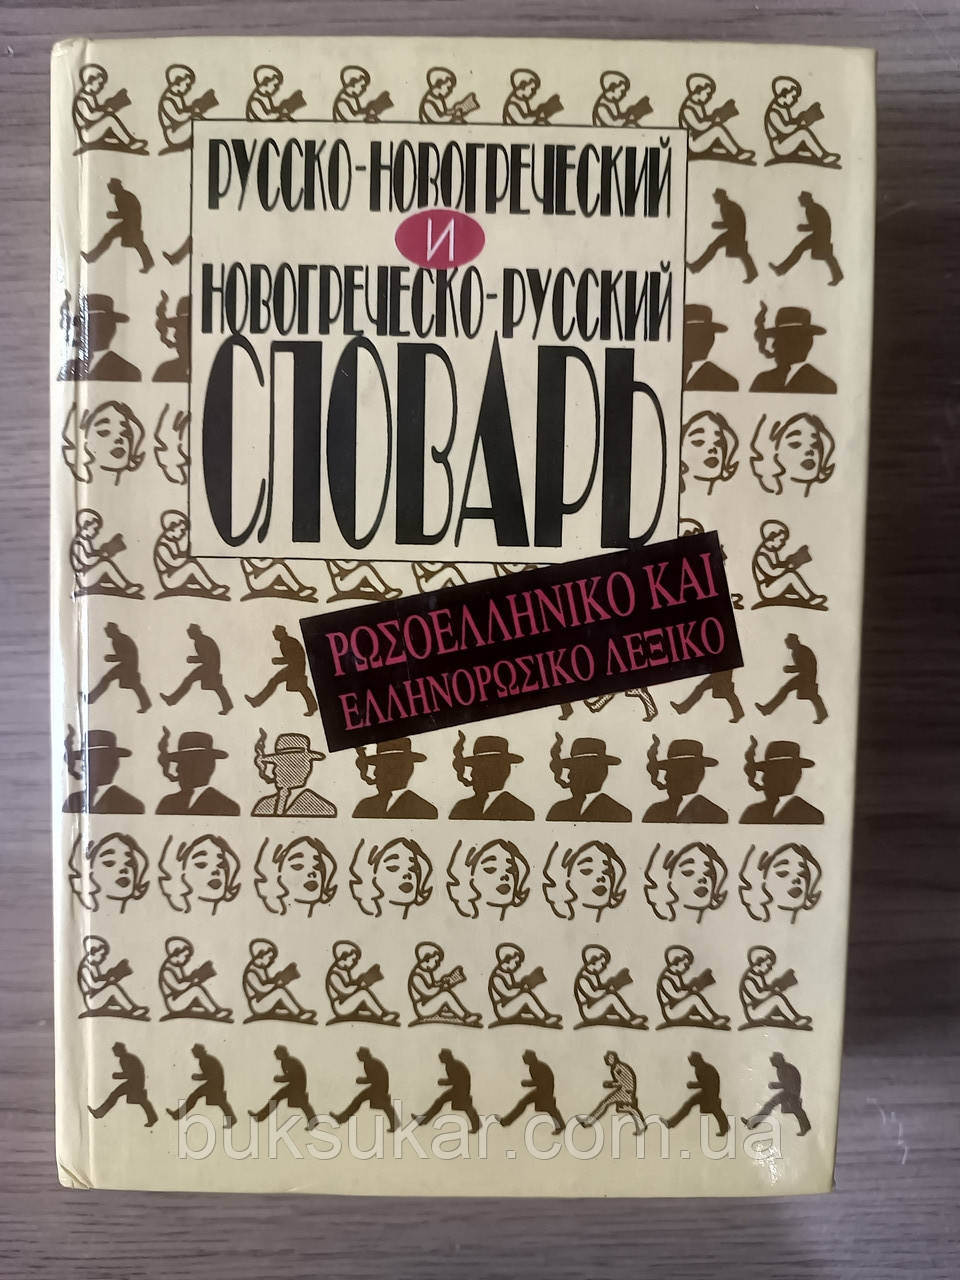 РУССКО-НОВОГРЕЧЕСКИЙ
И
НОВОГРЕЧЕСКО-РУССКИЙ
СЛОВАРЬ
ΡΩΣΟΕΛΛΗΝΙΚΟ ΚΑΙ
ΕΛΛΗΝΟΡΩΣΙΚΟ ΛΕΞΙΚΟ
buksukar.com.ua